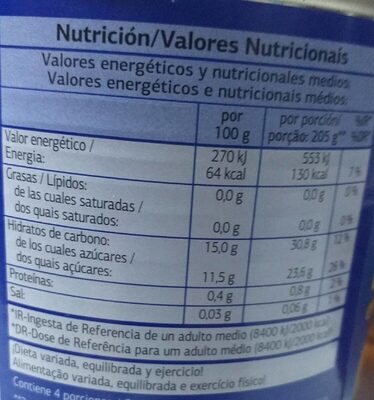 Nutrición/Valores Nutricionais
Valores energéticos y nutricionales medios
Valores energéticos e nutricionais médios:
por 100 g
por porción/ porção: 205 g**
Valor energético / Energia: 270 kJ 553 kJ
64 kcal 130 kcal 7%
Grasas / Lípidos: 0,0 g 0,0 g 0%
de las cuales saturadas /
dos quais saturados: 0,0 g 0,0 g 0%
Hidratos de carbono: 15,0 g 30,8 g 12%
de los cuales azúcares /
dos quais açúcares: 11,5 g 23,6 g 26%
Proteínas: 0,4 g 0,8 g 2%
Sal: 0,03 g 0,06 g 1%
*IR-Ingesta de Referencia de un adulto medio (8400 kJ/2000 kcal)
*DR-Dose de Referência para um adulto médio (8400 kJ/2000 kcal)
¡Dieta variada, equilibrada y ejercicio!
Alimentação variada, equilibrada e exercício físico!
Contiene 4 porciones